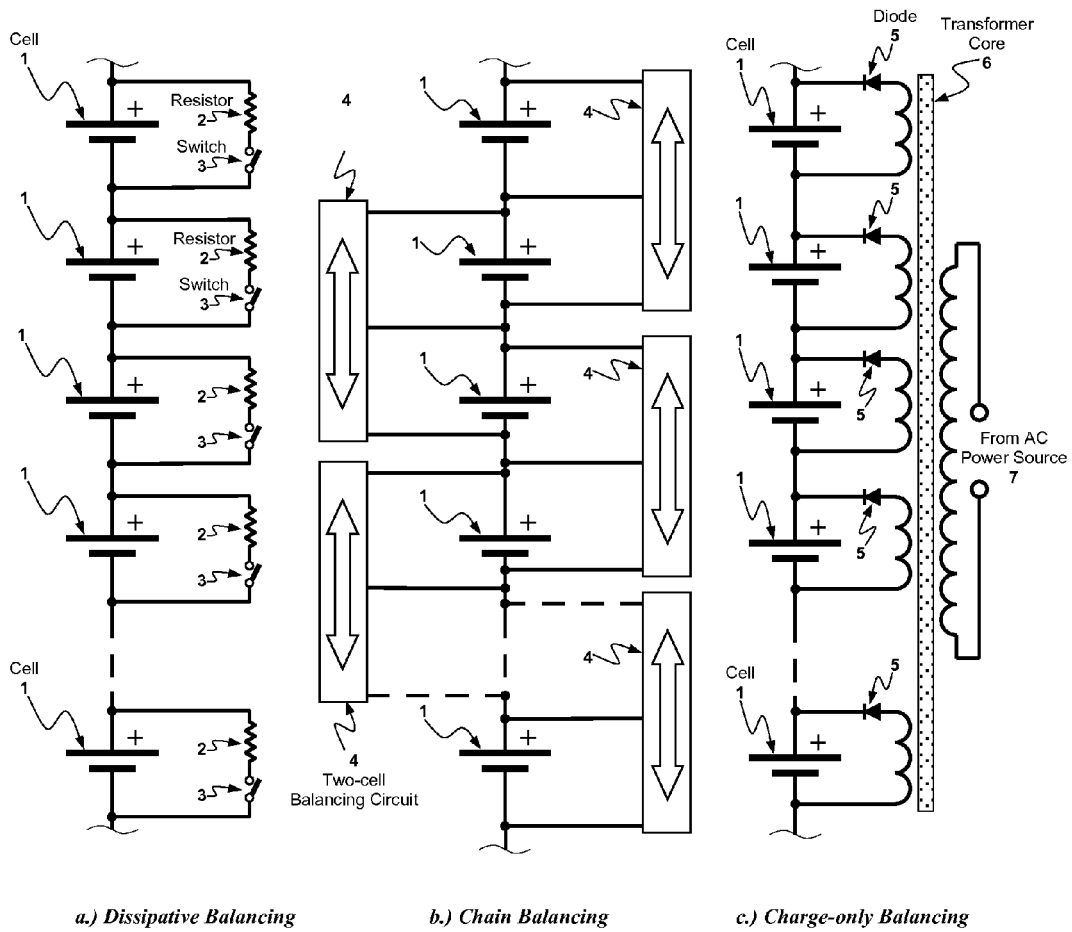 Cell
1
+
Resistor
2
Switch
3
1
+
Resistor
2
Switch
3
1
+
2
3
1
+
2
3
Cell
1
+
2
3
a.) Dissipative Balancing
4
1
+
4
1
+
1
+
4
1
+
4
1
+
4
Two-cell
Balancing Circuit
b.) Chain Balancing
Cell
1
+
Diode
5
Transformer
Core
6
1
+
5
1
+
5
From AC
Power Source
7
1
+
5
Cell
1
+
5
c.) Charge-only Balancing